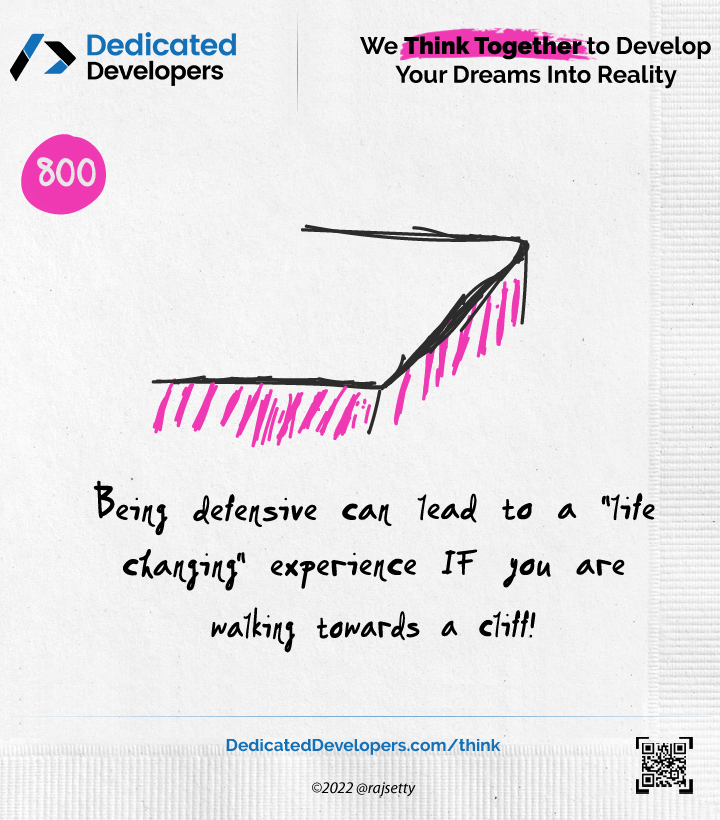 Dedicated
Developers
We Think Together to Develop
Your Dreams Into Reality
800
Being defensive can lead to a "life
changing" experience IF you are
walking towards a cliff!
DedicatedDevelopers.com/think
©2022 @rajsetty